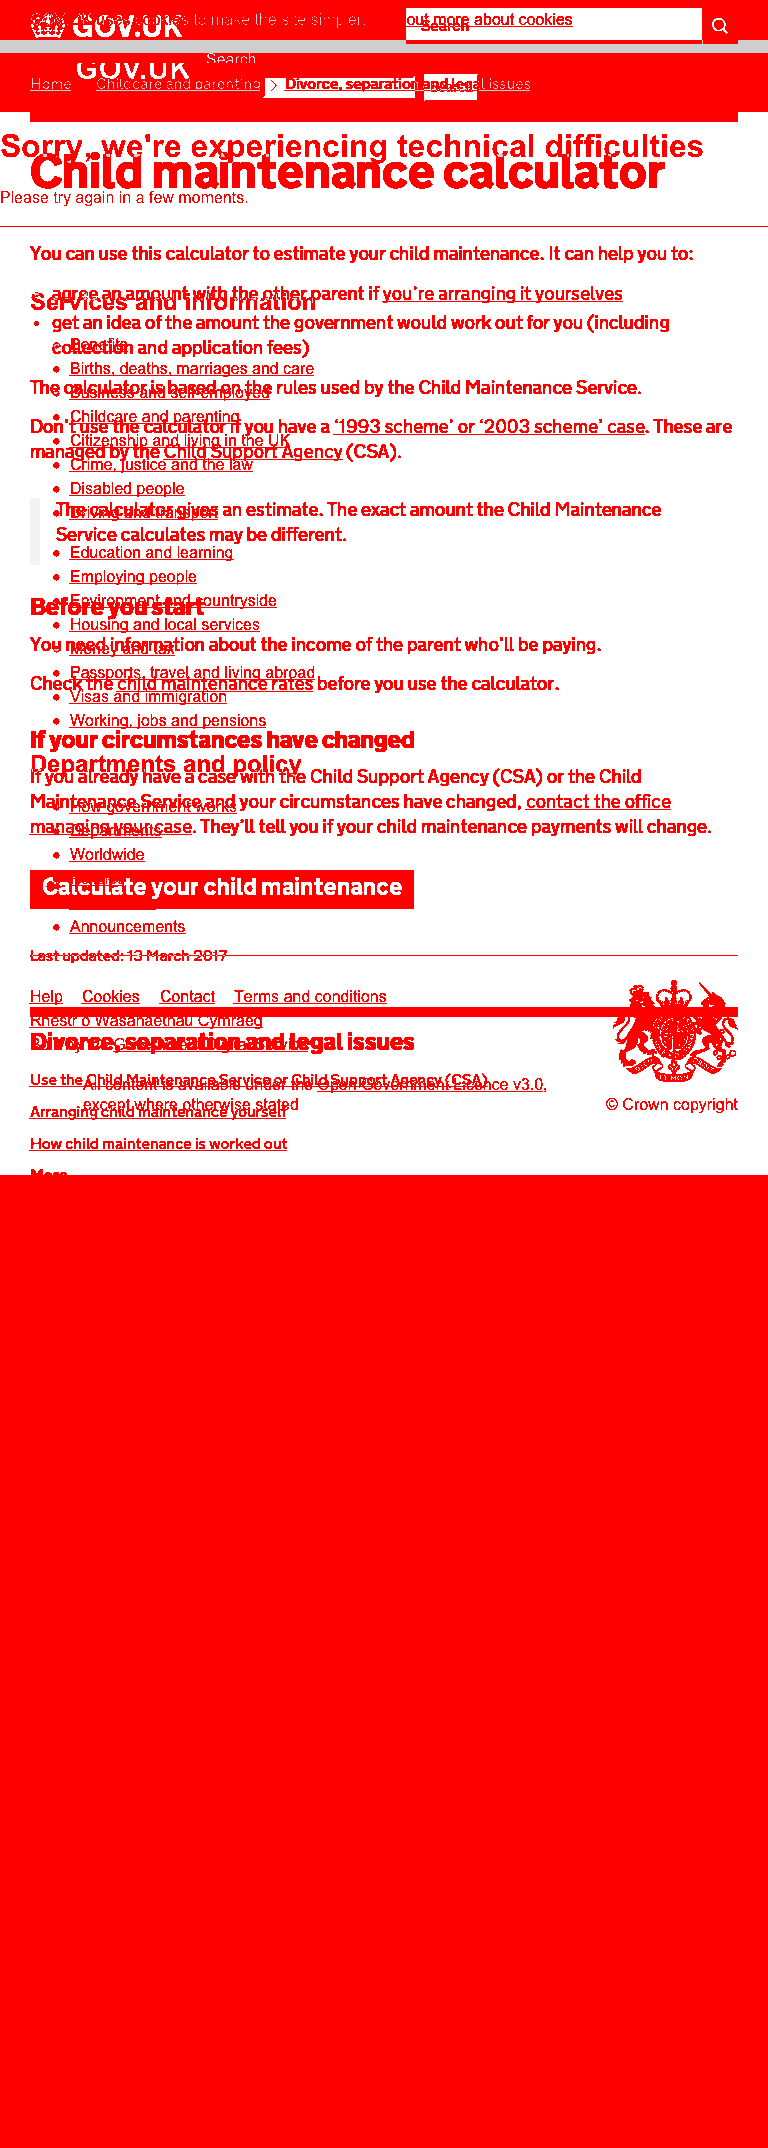 uses cookies to make the site simpler. out more about cookies
GOV.UK
Search
Search
GOV.UK
Home Childcare and parenting Divorce, separation and legal issues
Sorry, we're experiencing technical difficulties
Child maintenance calculator
Please try again in a few moments.
You can use this calculator to estimate your child maintenance. It can help you to:
• agree an amount with the other parent if you're arranging it yourselves
Services and information
• get an idea of the amount the government would work out for you (including
Benefits
collection and application fees)
• Births, deaths, marriages and care
The calculator is based on the rules used by the Child Maintenance Service.
• Business and self-employed
• Childcare and parenting
Don't use the calculator if you have a ‘1993 scheme’ or ‘2003 scheme’ case. These are
• Citizenship and living in the UK
managed by the Child Support Agency (CSA).
• Crime, justice and the law
• Disabled people
The calculator gives an estimate. The exact amount the Child Maintenance
• Driving and transport
Service calculates may be different.
• Education and learning
• Employing people
• Environment and countryside
Before you start
• Housing and local services
You need information about the income of the parent who'll be paying.
• Money and tax
• Passports, travel and living abroad
Check the child maintenance rates before you use the calculator.
• Visas and immigration
• Working, jobs and pensions
If your circumstances have changed
Departments and policy
If you already have a case with the Child Support Agency (CSA) or the Child
Maintenance Service and your circumstances have changed, contact the office
• How government works
managing your case. They’ll tell you if your child maintenance payments will change.
• Departments
• Worldwide
Calculate your child maintenance
• Announcements
Last updated: 13 March 2017
Help Cookies Contact Terms and conditions
Rhestr o Wasanaethau Cymraeg
Divorce, separation and legal issues
Use the Child Maintenance Service or Child Support Agency (CSA)
All content is available under the Open Government Licence v3.0,
except where otherwise stated
© Crown copyright
Arranging child maintenance yourself
How child maintenance is worked out
More